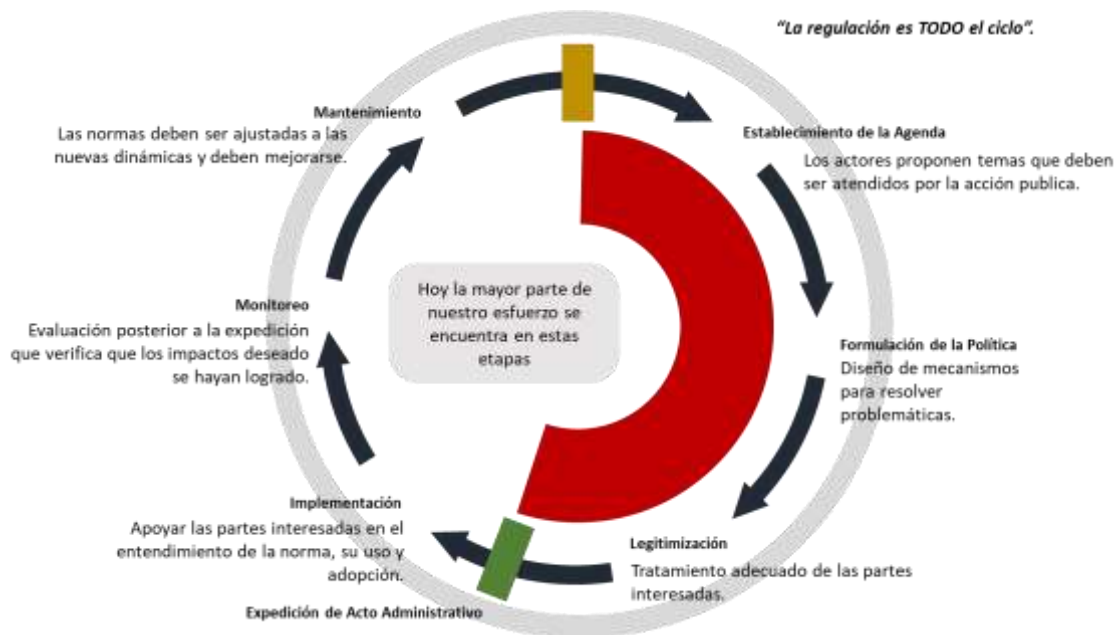 “La regulación es TODO el ciclo”.
Mantenimiento
Las normas deben ser ajustadas a las
nuevas dinámicas y deben mejorarse.
Establecimiento de la Agenda
Los actores proponen temas que deben
ser atendidos por la acción publica.
Hoy la mayor parte de
nuestro esfuerzo se
encuentra en estas
etapas
Monitoreo
Evaluación posterior a la expedición
que verifica que los impactos deseado
se hayan logrado.
Formulación de la Política
Diseño de mecanismos
para resolver
problemáticas.
Implementación
Apoyar las partes interesadas en el
entendimiento de la norma, su uso y
adopción.
Legitimización
Tratamiento adecuado de las partes
interesadas.
Expedición de Acto Administrativo